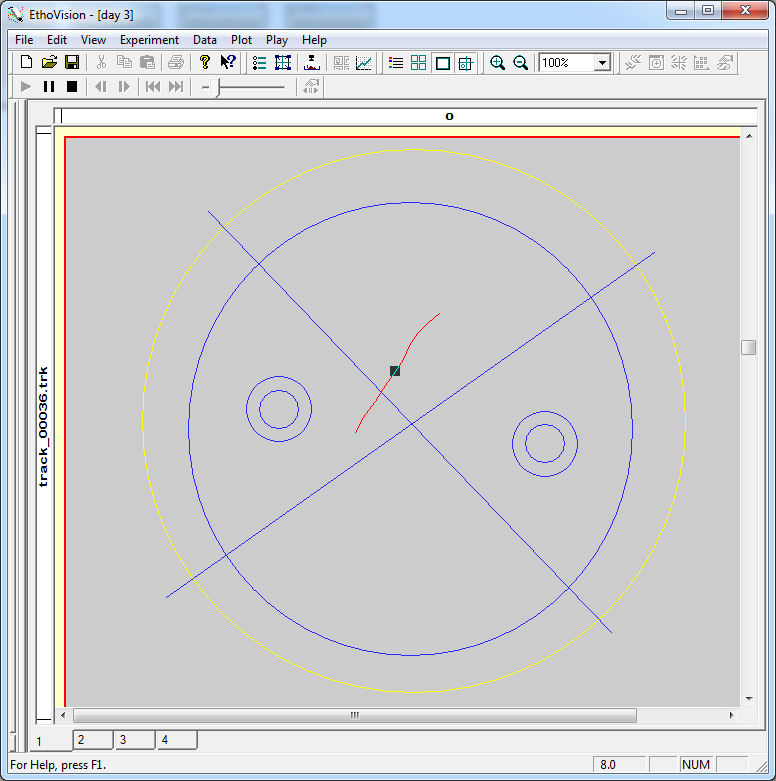 EthoVision - [day 3]
File Edit View Experiment Data Plot Play Help
100%
o
track_00036.trk
1 2 3 4
For Help, press F1. 8.0 NUM